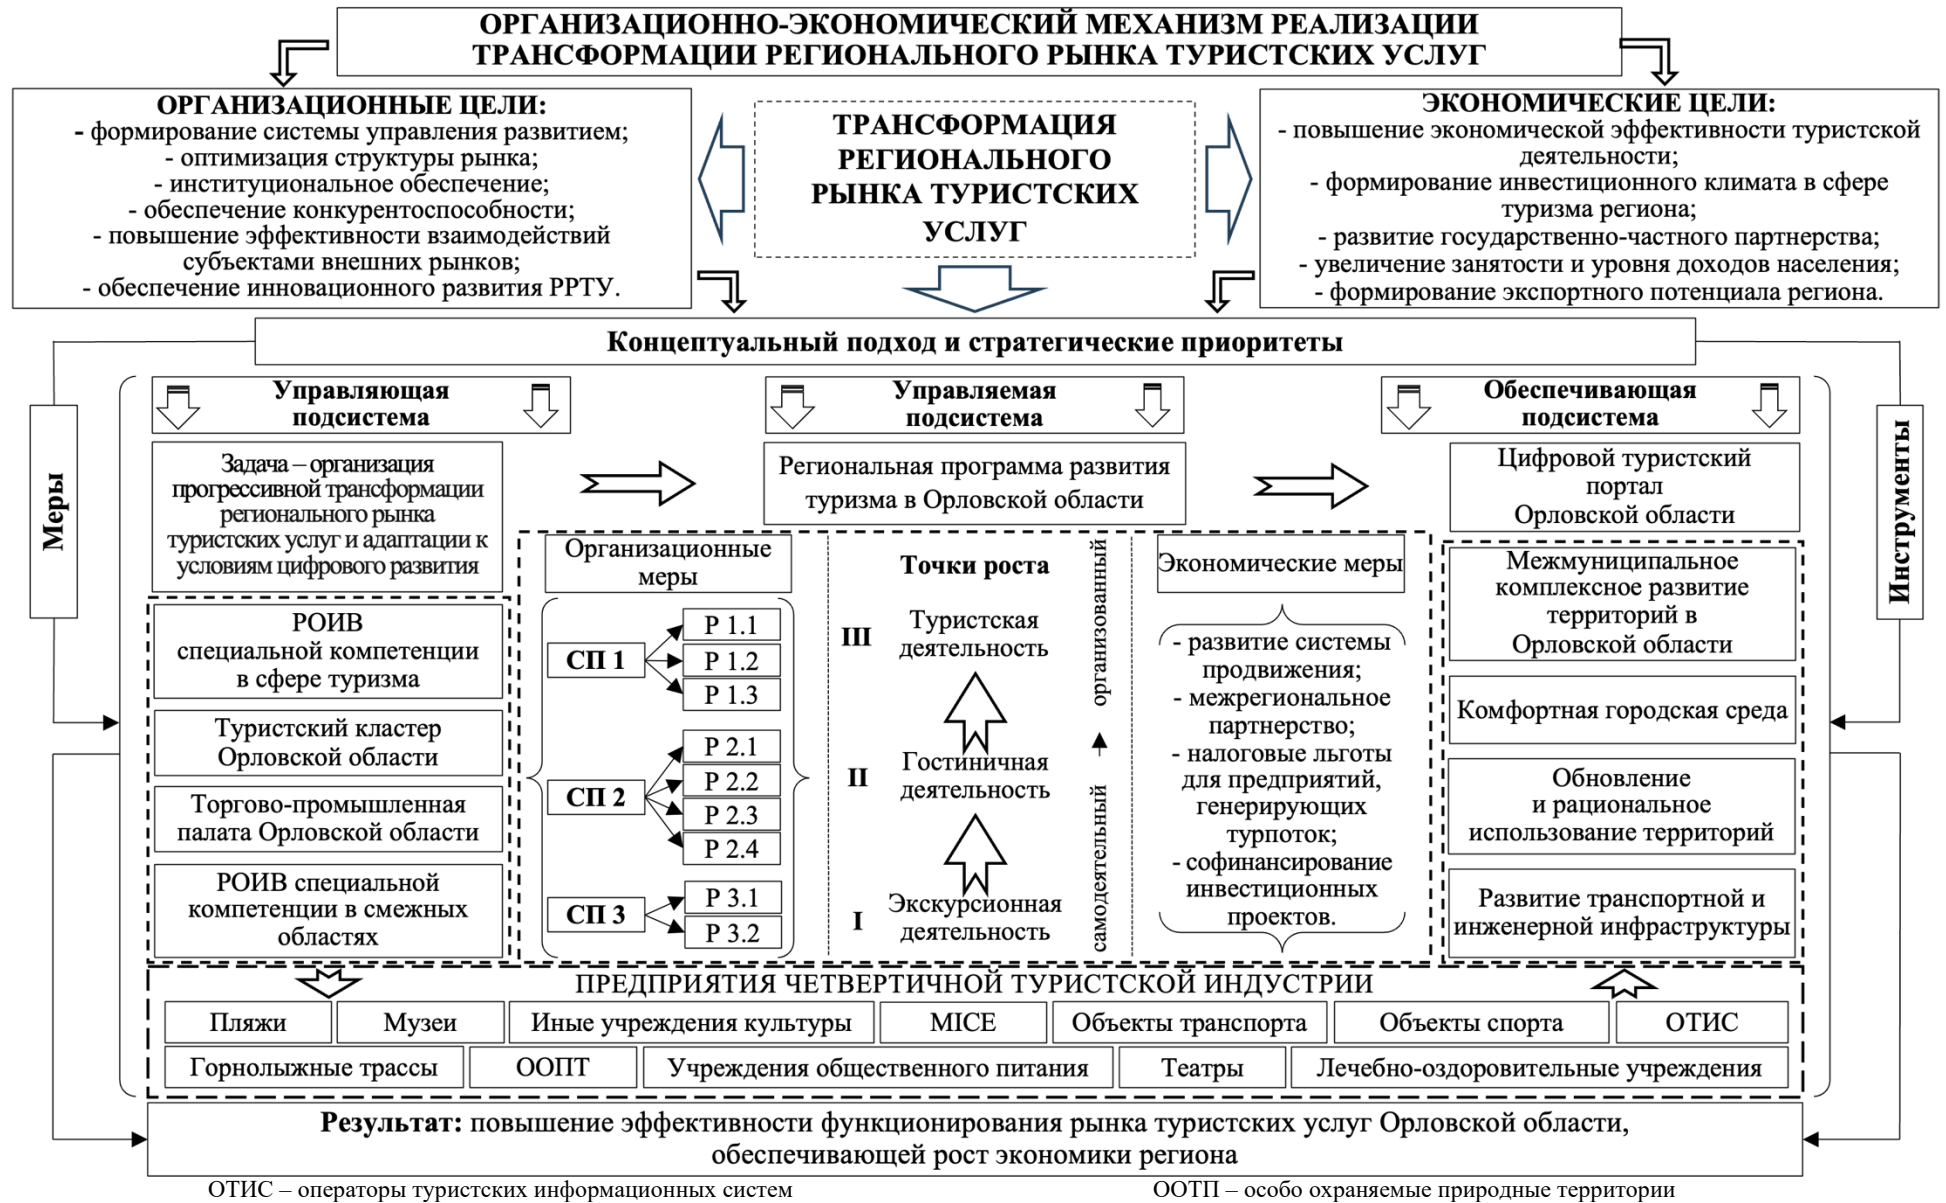 ОРГАНИЗАЦИОННО-ЭКОНОМИЧЕСКИЙ МЕХАНИЗМ РЕАЛИЗАЦИИ
ТРАНСФОРМАЦИИ РЕГИОНАЛЬНОГО РЫНКА ТУРИСТСКИХ УСЛУГ
ОРГАНИЗАЦИОННЫЕ ЦЕЛИ:
- формирование системы управления развитием;
- оптимизация структуры рынка;
- институциональное обеспечение;
- обеспечение конкурентоспособности;
- повышение эффективности взаимодействий
субъектами внешних рынков;
- обеспечение инновационного развития РРТУ.
ТРАНСФОРМАЦИЯ
РЕГИОНАЛЬНОГО
РЫНКА ТУРИСТСКИХ
УСЛУГ
ЭКОНОМИЧЕСКИЕ ЦЕЛИ:
- повышение экономической эффективности туристской
деятельности;
- формирование инвестиционного климата в сфере
туризма региона;
- развитие государственно-частного партнерства;
- увеличение занятости и уровня доходов населения;
- формирование экспортного потенциала региона.
Концептуальный подход и стратегические приоритеты
Меры
Управляющая
подсистема
Задача – организация
прогрессивной трансформации
регионального рынка
туристских услуг и адаптации к
условиям цифрового развития
РОИВ
специальной компетенции
в сфере туризма
Туристский кластер
Орловской области
Торгово-промышленная
палата Орловской области
РОИВ специальной
компетенции в смежных
областях
Управляемая
подсистема
Региональная программа развития
туризма в Орловской области
Организационные
меры
СП 1
Р 1.1
Р 1.2
Р 1.3
СП 2
Р 2.1
Р 2.2
Р 2.3
Р 2.4
СП 3
Р 3.1
Р 3.2
Точки роста
III
Туристская
деятельность
II
Гостиничная
деятельность
I
Экскурсионная
деятельность
самодеятельный
организованный
Экономические меры
- развитие системы
продвижения;
- межрегиональное
партнерство;
- налоговые льготы
для предприятий,
генерирующих
турпоток;
- софинансирование
инвестиционных
проектов.
Обеспечивающая
подсистема
Цифровой туристский
портал
Орловской области
Межмуниципальное
комплексное развитие
территорий в
Орловской области
Комфортная городская среда
Обновление
и рациональное
использование территорий
Развитие транспортной и
инженерной инфраструктуры
Инструменты
ПРЕДПРИЯТИЯ ЧЕТВЕРТИЧНОЙ ТУРИСТСКОЙ ИНДУСТРИИ
Пляжи
Музеи
Иные учреждения культуры
MICE
Объекты транспорта
Объекты спорта
ОТИС
Горнолыжные трассы
ООПТ
Учреждения общественного питания
Театры
Лечебно-оздоровительные учреждения
Результат: повышение эффективности функционирования рынка туристских услуг Орловской области,
обеспечивающей рост экономики региона
ОТИС – операторы туристских информационных систем
ООТП – особо охраняемые природные территории